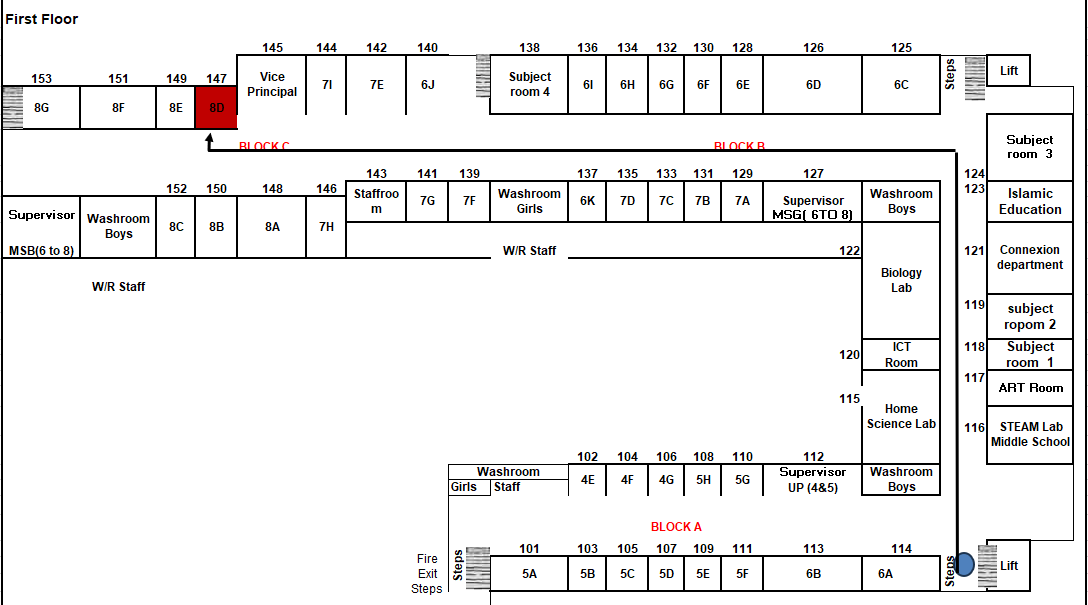 First Floor
145 144 142 140 138 136 134 132 130 128 126 125
Vice
Principal
7I 7E 6J
Subject
room 4
6I 6H 6G 6F 6E 6D 6C
Steps
Lift
153 151 149 147
8G 8F 8E 8D
BLOCK C
BLOCK B
Subject
room 3
124
143 141 139 137 135 133 131 129 127
123
152 150 148 146
Staffroo
m
7G 7F
Washroom
Girls
6K 7D 7C 7B 7A
Supervisor
MSG( 6TO 8)
Washroom
Boys
Islamic
Education
Supervisor
MSB(6 to 8)
Washroom
Boys
8C 8B 8A 7H
W/R Staff
122
121
Connexion
department
W/R Staff
Biology
Lab
119
subject
ropom 2
120
ICT
Room
118
Subject
room 1
117
ART Room
115
Home
Science Lab
116
STEAM Lab
Middle School
102 104 106 108 110 112
Washroom
Girls Staff
4E 4F 4G 5H 5G
Supervisor
UP (4&5)
Washroom
Boys
BLOCK A
101 103 105 107 109 111 113 114
Fire
Exit
Steps
Steps
5A 5B 5C 5D 5E 5F 6B 6A
Steps
Lift